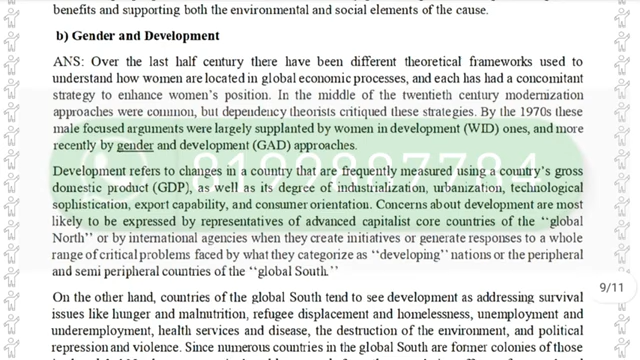 benefits and supporting both the environmental and social elements of the cause.
b) Gender and Development
ANS: Over the last half century there have been different theoretical frameworks used to
understand how women are located in global economic processes, and each has had a concomitant
strategy to enhance women's position. In the middle of the twentieth century modernization
approaches were common, but dependency theorists critiqued these strategies. By the 1970s these
male focused arguments were largely supplanted by women in development (WID) ones, and more
recently by gender and development (GAD) approaches.
Development refers to changes in a country that are frequently measured using a country's gross
domestic product (GDP), as well as its degree of industrialization, urbanization, technological
sophistication, export capability, and consumer orientation. Concerns about development are most
likely to be expressed by representatives of advanced capitalist core countries of the ‘‘global
North’’ or by international agencies when they create initiatives or generate responses to a whole
range of critical problems faced by what they categorize as ‘‘developing’’ nations or the peripheral
and semi peripheral countries of the ‘‘global South.’’
9/11
On the other hand, countries of the global South tend to see development as addressing survival
issues like hunger and malnutrition, refugee displacement and homelessness, unemployment and
underemployment, health services and disease, the destruction of the environment, and political
repression and violence. Since numerous countries in the global South are former colonies of those